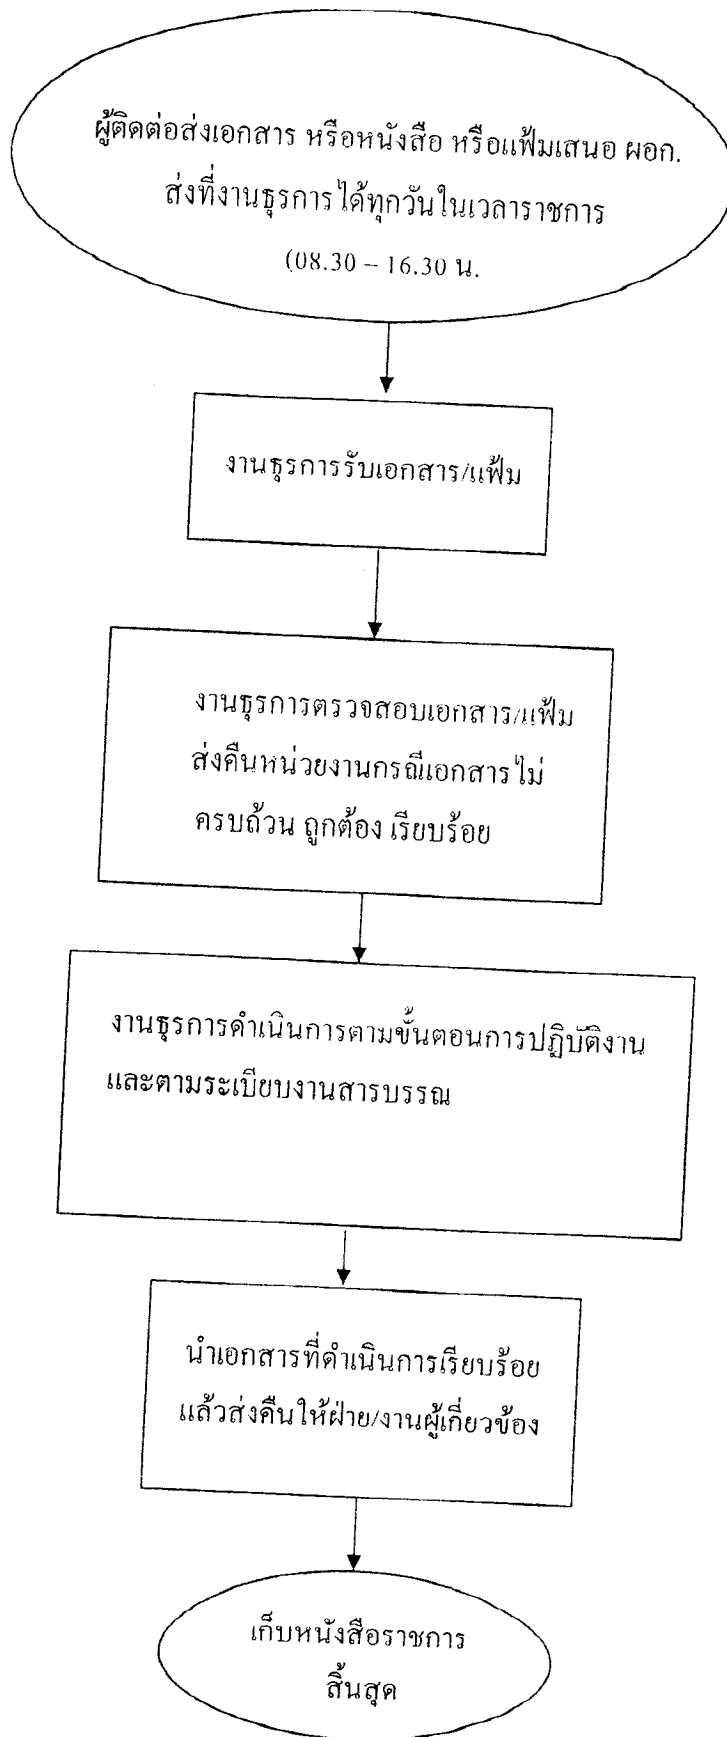 ผู้ติดต่อส่งเอกสาร หรือหนังสือ หรือแฟ้มเสนอ ผอก.
ส่งที่งานธุรการได้ทุกวันในเวลาราชการ
(08.30 – 16.30 น.
งานธุรการรับเอกสาร/แฟ้ม
งานธุรการตรวจสอบเอกสาร/แฟ้ม
ส่งคืนหน่วยงานกรณีเอกสารไม่
ครบถ้วน ถูกต้อง เรียบร้อย
งานธุรการดำเนินการตามขั้นตอนการปฏิบัติงาน
และตามระเบียบงานสารบรรณ
นำเอกสารที่ดำเนินการเรียบร้อย
แล้วส่งคืนให้ฝ่าย/งานผู้เกี่ยวข้อง
เก็บหนังสือราชการ
สิ้นสุด